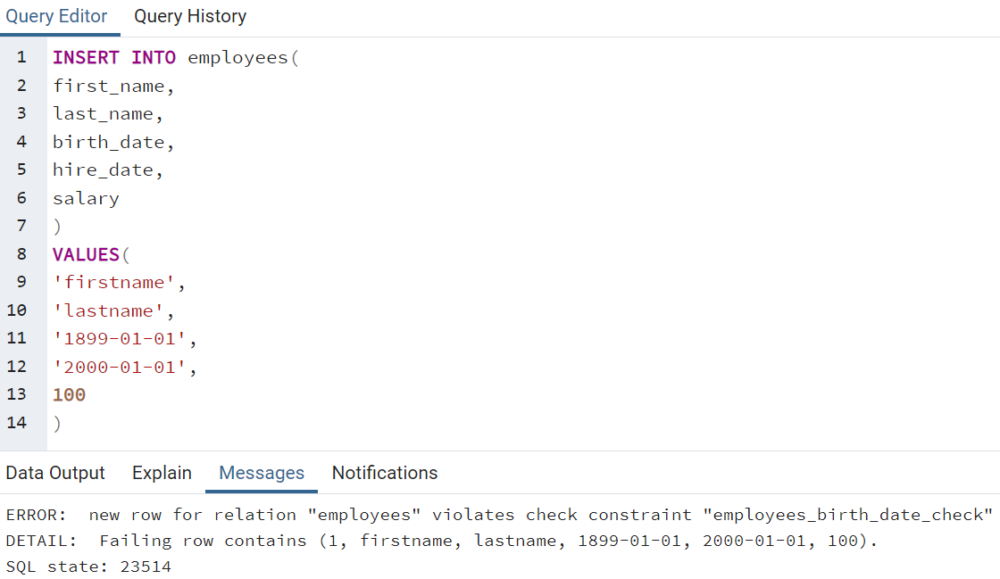 Query Editor Query History
1 INSERT INTO employees(
2 first_name,
3 last_name,
4 birth_date,
5 hire_date,
6 salary
7 )
8 VALUES(
9 'firstname',
10 'lastname',
11 '1899-01-01',
12 '2000-01-01',
13 100
14 )
Data Output Explain Messages Notifications
ERROR:  new row for relation "employees" violates check constraint "employees_birth_date_check"
DETAIL:  Failing row contains (1, firstname, lastname, 1899-01-01, 2000-01-01, 100).
SQL state: 23514